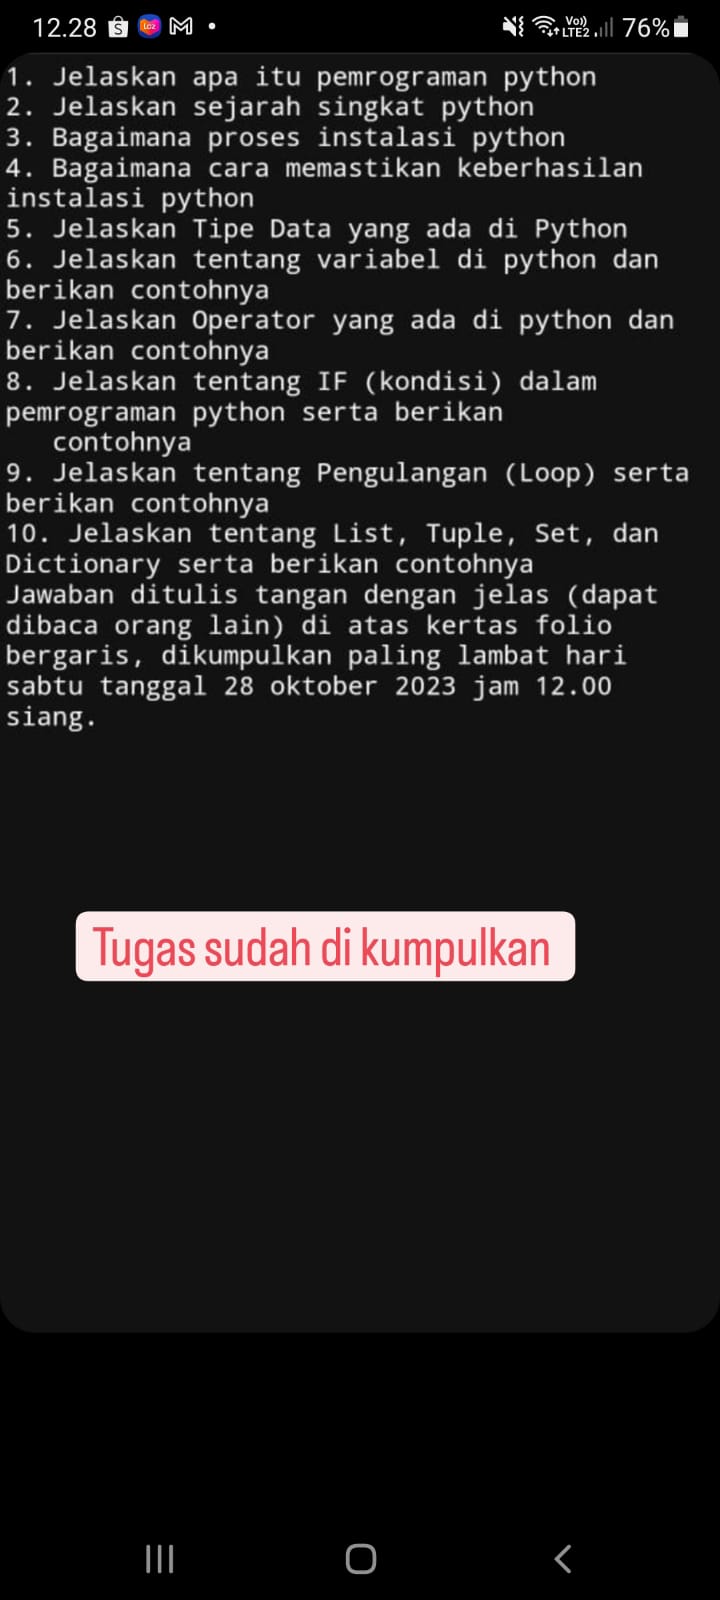 12.28
Vo))
LTE2
76%
1. Jelaskan apa itu pemrograman python
2. Jelaskan sejarah singkat python
3. Bagaimana proses instalasi python
4. Bagaimana cara memastikan keberhasilan
instalasi python
5. Jelaskan Tipe Data yang ada di Python
6. Jelaskan tentang variabel di python dan
berikan contohnya
7. Jelaskan Operator yang ada di python dan
berikan contohnya
8. Jelaskan tentang IF (kondisi) dalam
pemrograman python serta berikan
contohnya
9. Jelaskan tentang Pengulangan (Loop) serta
berikan contohnya
10. Jelaskan tentang List, Tuple, Set, dan
Dictionary serta berikan contohnya
Jawaban ditulis tangan dengan jelas (dapat
dibaca orang lain) di atas kertas folio
bergaris, dikumpulkan paling lambat hari
sabtu tanggal 28 oktober 2023 jam 12.00
siang.
Tugas sudah di kumpulkan